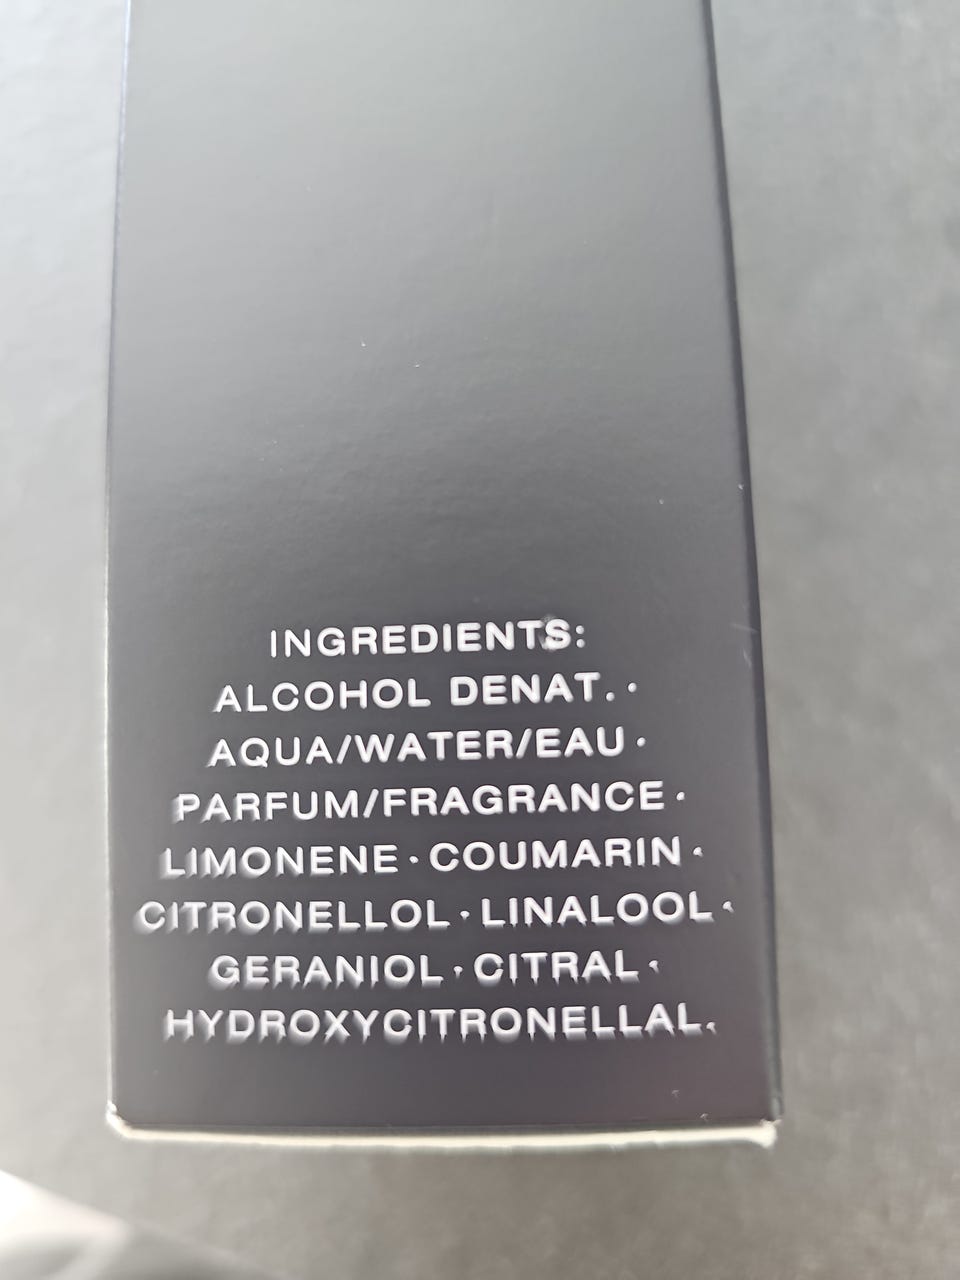 INGREDIENTS:
ALCOHOL DENAT. ·
AQUA/WATER/EAU ·
PARFUM/FRAGRANCE ·
LIMONENE · COUMARIN ·
CITRONELLOL · LINALOOL ·
GERANIOL · CITRAL ·
HYDROXYCITRONELLAL.